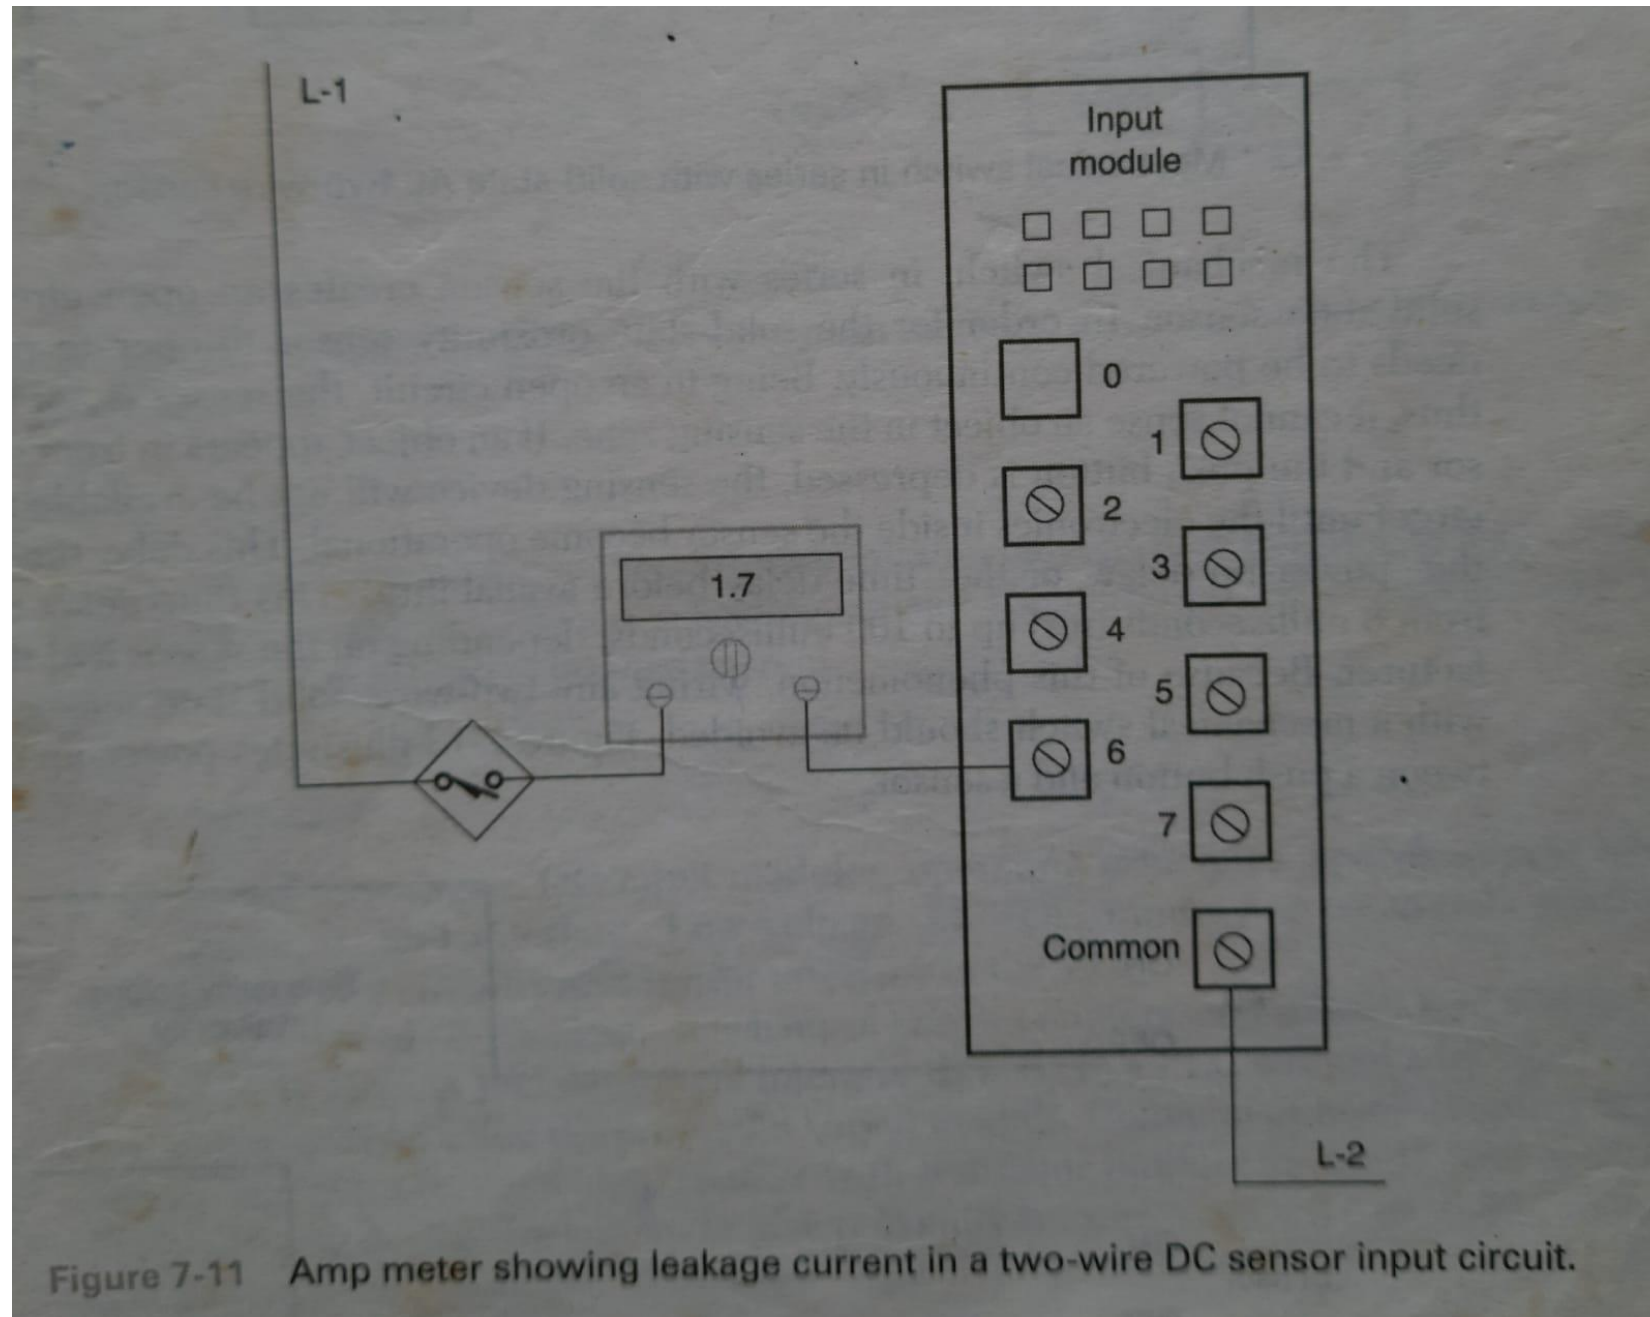 L-1
Input
module
0
1
2
3
1.7
4
5
6
7
Common
L-2
Figure 7-11 Amp meter showing leakage current in a two-wire DC sensor input circuit.